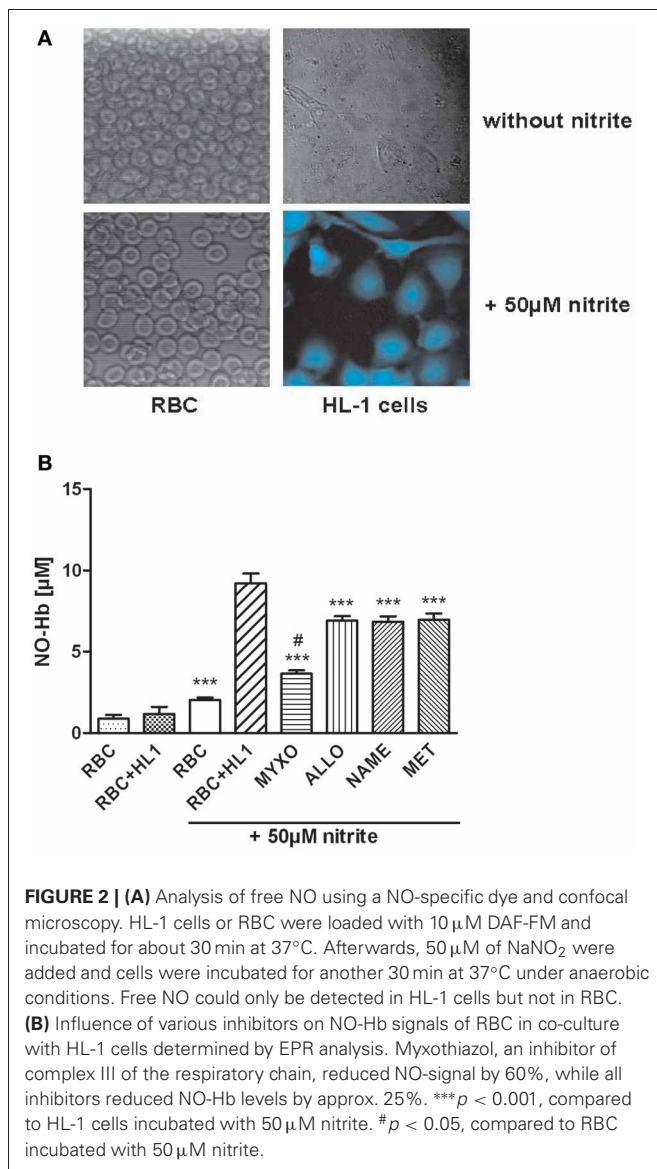 A
without nitrite
+ 50μM nitrite
RBC HL-1 cells
B
15
10
5
0
NO-Hb [μM]
***
#
***
***
***
***
RBC
RBC+HL1
RBC
RBC+HL1
MYXO
ALLO
NAME
MET
+ 50μM nitrite
FIGURE 2 | (A) Analysis of free NO using a NO-specific dye and confocal
microscopy. HL-1 cells or RBC were loaded with 10 μM DAF-FM and
incubated for about 30 min at 37°C. Afterwards, 50 μM of NaNO₂ were
added and cells were incubated for another 30 min at 37°C under anaerobic
conditions. Free NO could only be detected in HL-1 cells but not in RBC.
(B) Influence of various inhibitors on NO-Hb signals of RBC in co-culture
with HL-1 cells determined by EPR analysis. Myxothiazol, an inhibitor of
complex III of the respiratory chain, reduced NO-signal by 60%, while all
inhibitors reduced NO-Hb levels by approx. 25%. ***p < 0.001, compared
to HL-1 cells incubated with 50 μM nitrite. #p < 0.05, compared to RBC
incubated with 50 μM nitrite.